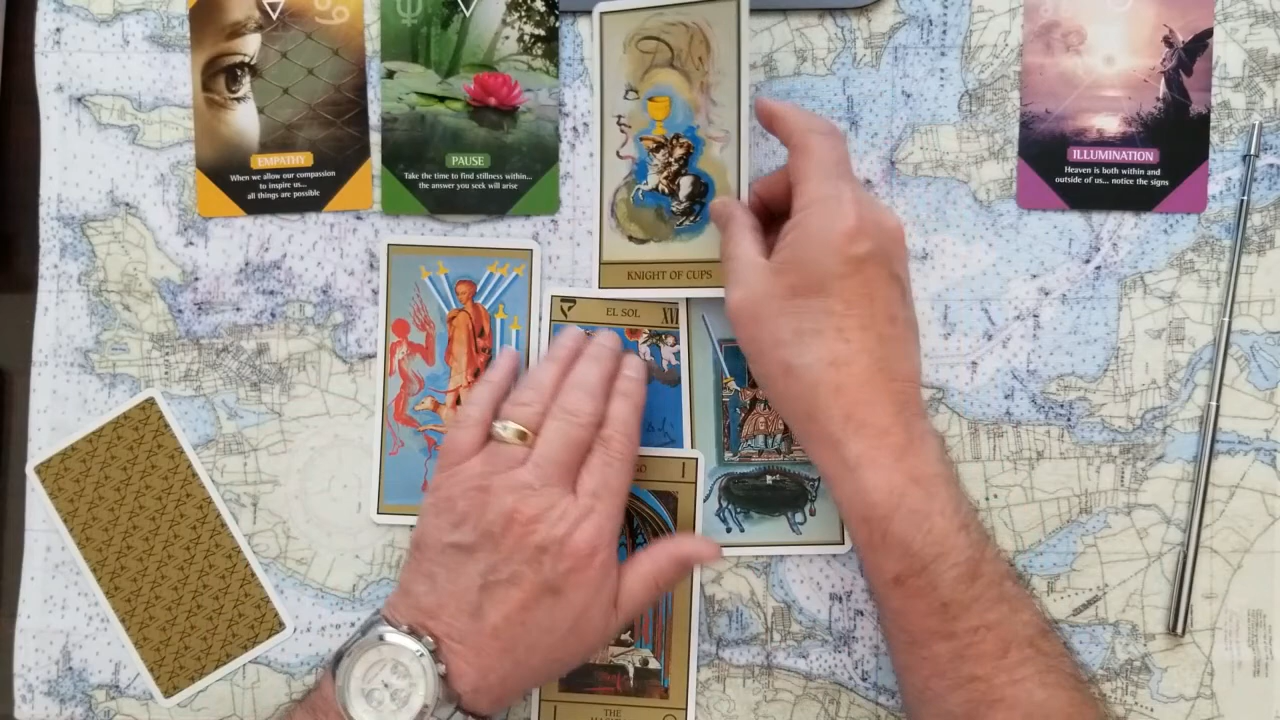 EMPATHY
When we allow our compassion
to inspire us...
all things are possible
PAUSE
Take the time to find stillness within...
the answer you seek will arise
KNIGHT OF CUPS
ILLUMINATION
Heaven is both within and
outside of us... notice the signs
EL SOL
GO I
THE